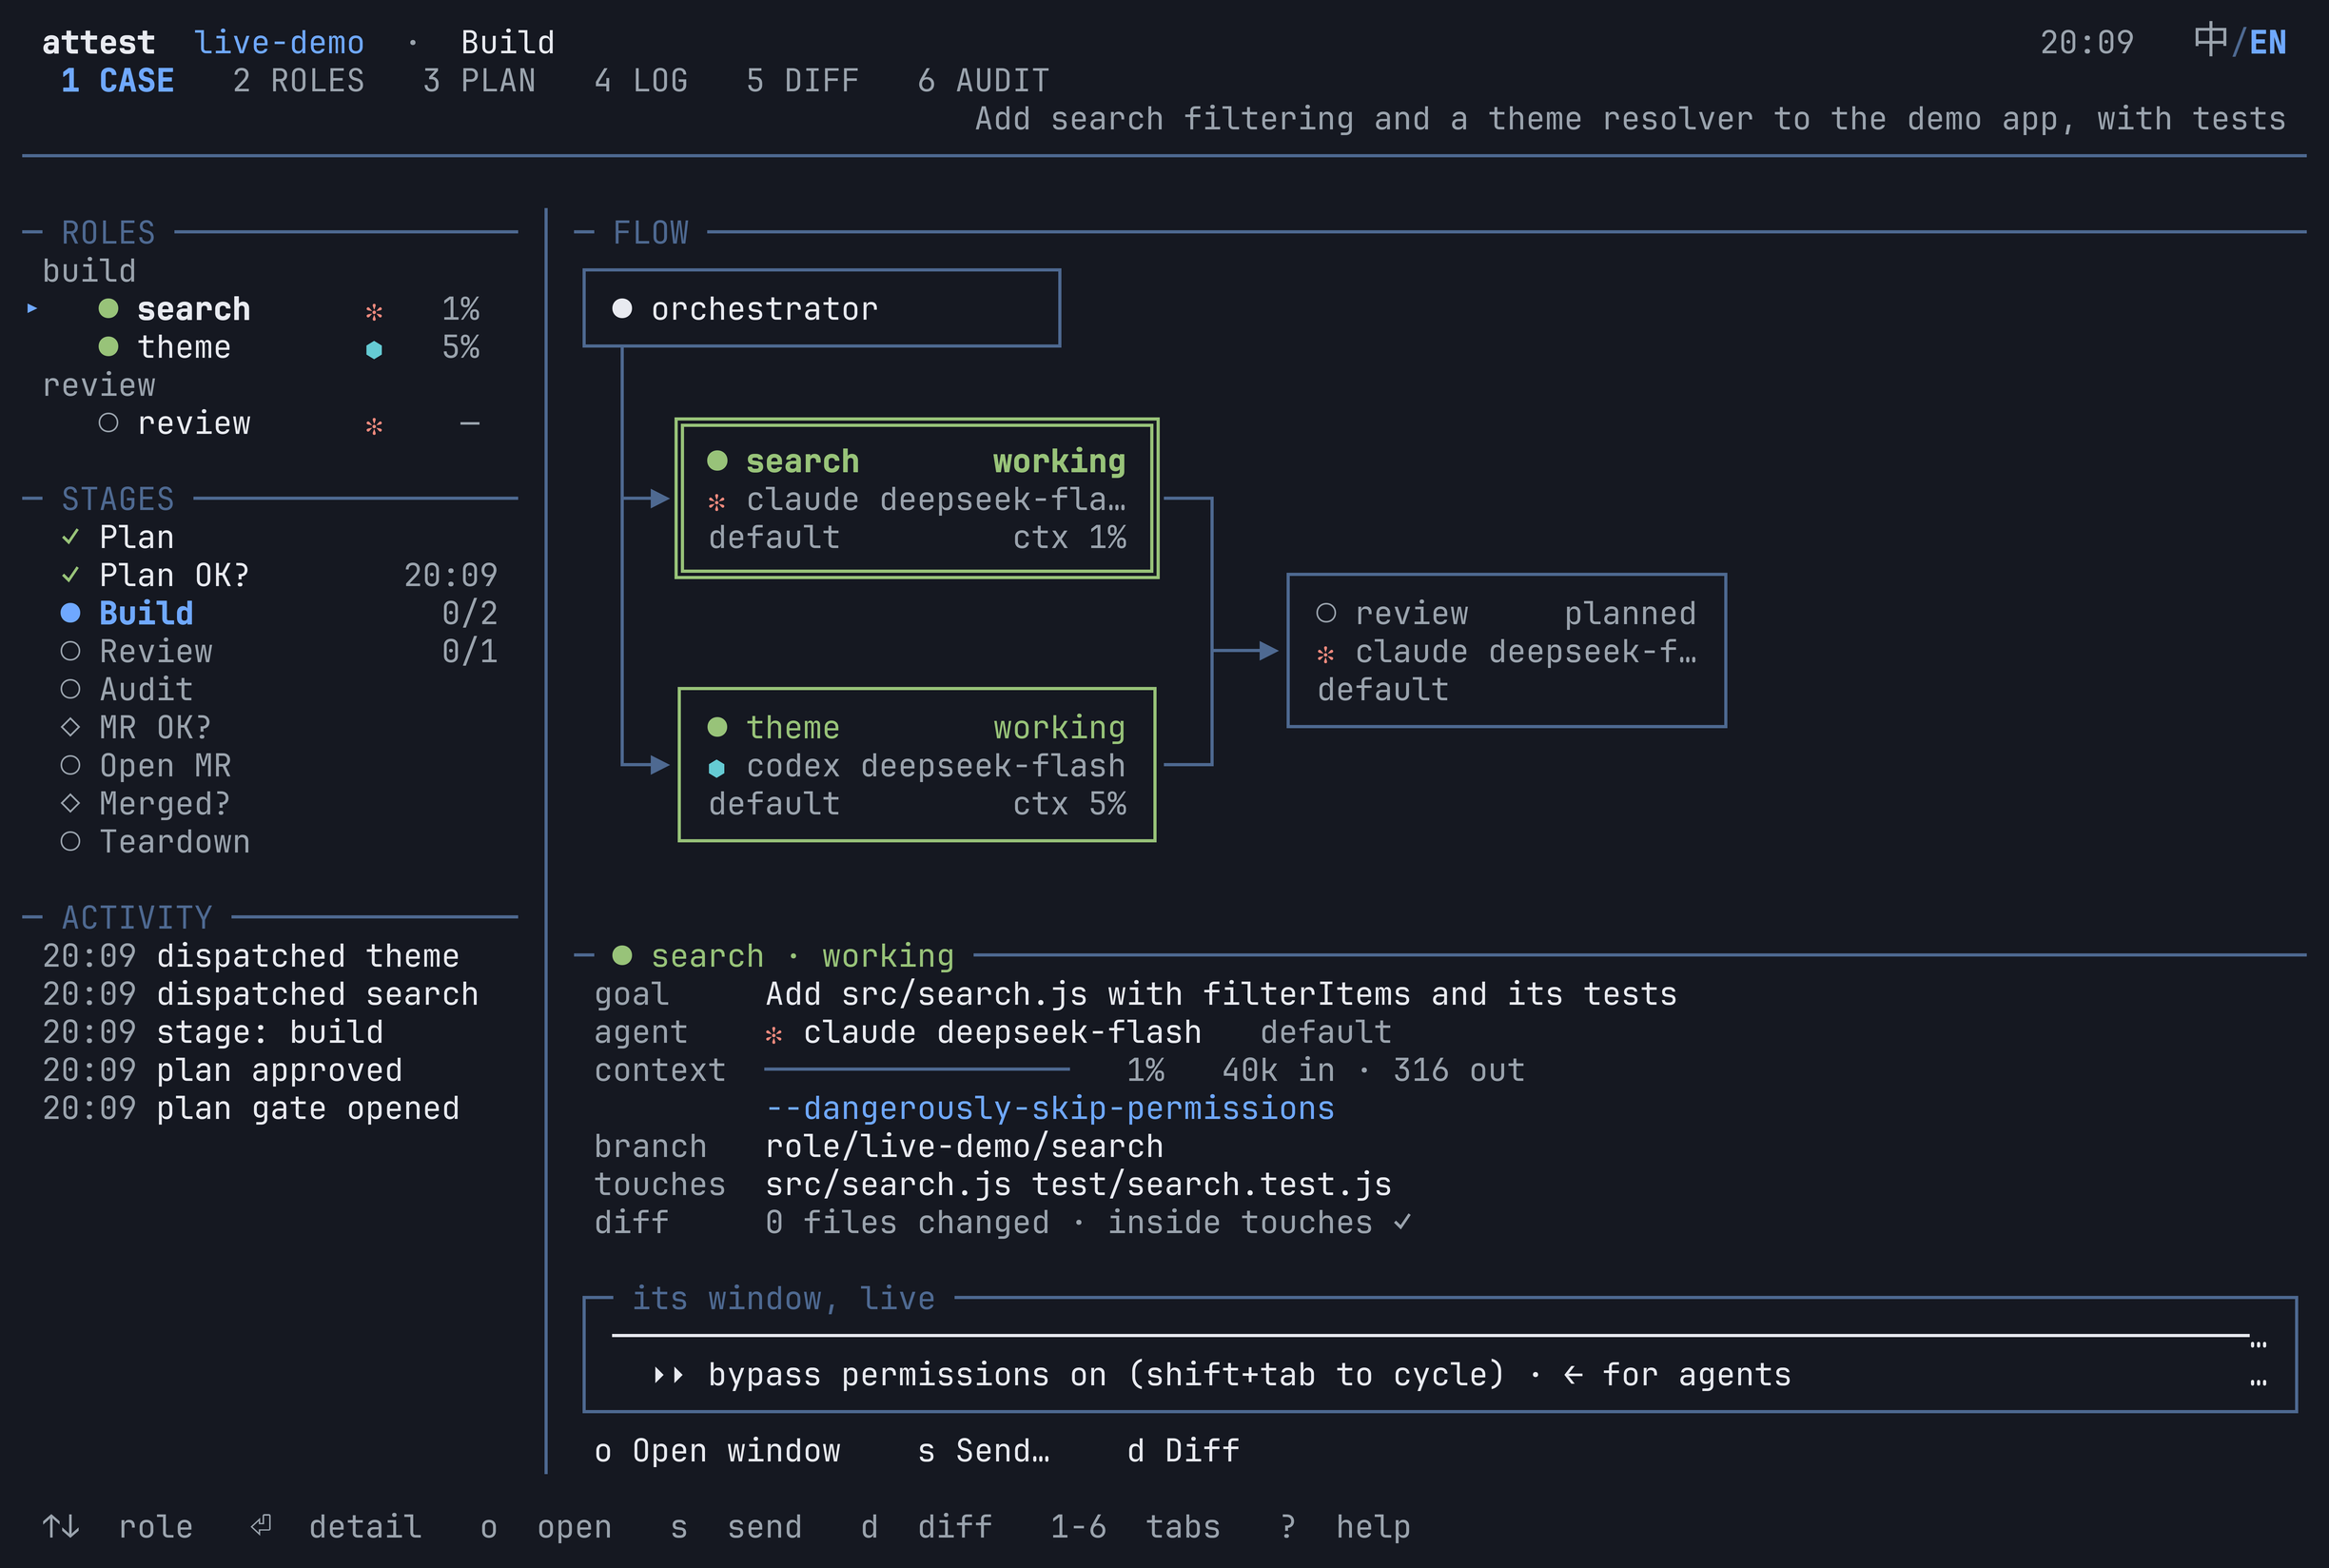 attest live-demo · Build 20:09 中/EN
1 CASE 2 ROLES 3 PLAN 4 LOG 5 DIFF 6 AUDIT
Add search filtering and a theme resolver to the demo app, with tests
ROLES
build
▸ ● search ✻ 1%
● theme ⬢ 5%
review
○ review ✻ —
STAGES
✓ Plan
✓ Plan OK? 20:09
● Build 0/2
○ Review 0/1
○ Audit
◇ MR OK?
○ Open MR
◇ Merged?
○ Teardown
ACTIVITY
20:09 dispatched theme
20:09 dispatched search
20:09 stage: build
20:09 plan approved
20:09 plan gate opened
FLOW
● orchestrator
● search working
✻ claude deepseek-fla…
default ctx 1%
● theme working
⬢ codex deepseek-flash
default ctx 5%
○ review planned
✻ claude deepseek-f…
default
● search · working
goal Add src/search.js with filterItems and its tests
agent ✻ claude deepseek-flash default
context 1% 40k in · 316 out
--dangerously-skip-permissions
branch role/live-demo/search
touches src/search.js test/search.test.js
diff 0 files changed · inside touches ✓
its window, live
…
⏵⏵ bypass permissions on (shift+tab to cycle) · ← for agents …
o Open window s Send… d Diff
↑↓ role ⏎ detail o open s send d diff 1-6 tabs ? help